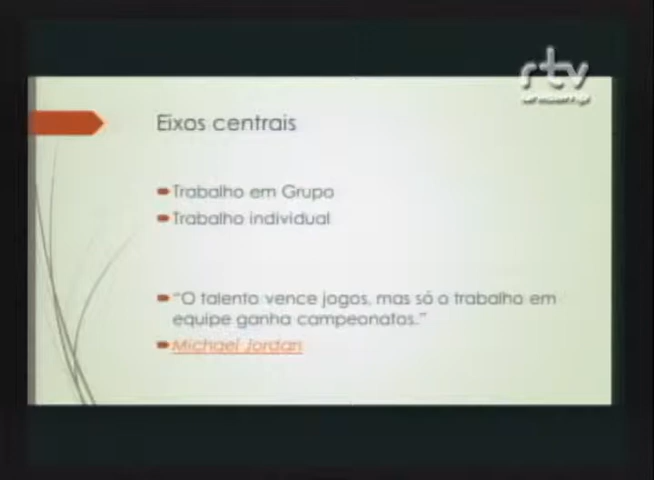 rtv
Eixos centrais
Trabalho em Grupo
Trabalho individual
"O talento vence jogos, mas só o trabalho em
equipe ganha campeonatos."
Michael Jordan